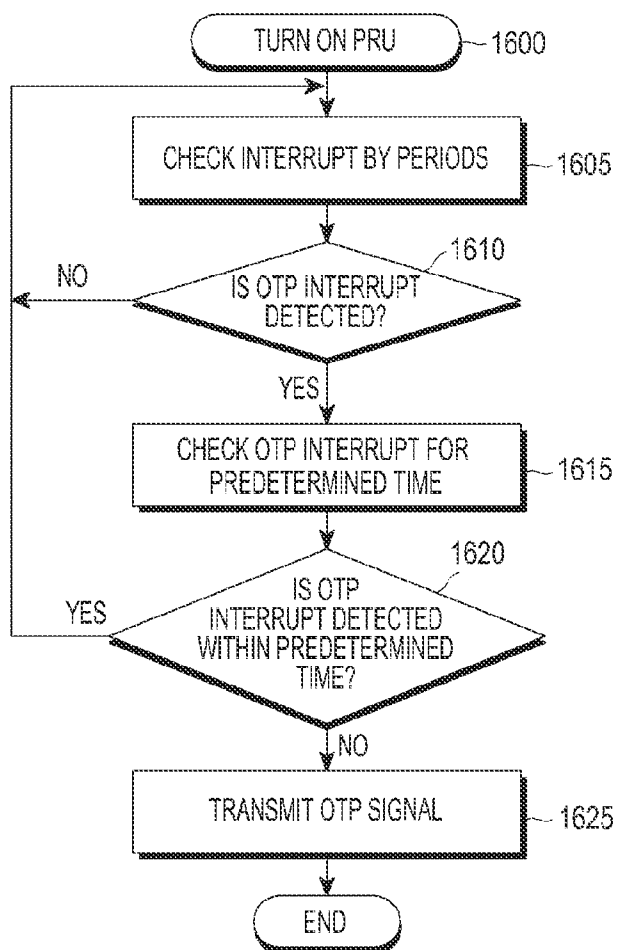 TURN ON PRU
1600
CHECK INTERRUPT BY PERIODS
1605
1610
NO
IS OTP INTERRUPT
DETECTED?
YES
CHECK OTP INTERRUPT FOR
PREDETERMINED TIME
1615
1620
YES
IS OTP
INTERRUPT DETECTED
WITHIN PREDETERMINED
TIME?
NO
TRANSMIT OTP SIGNAL
1625
END